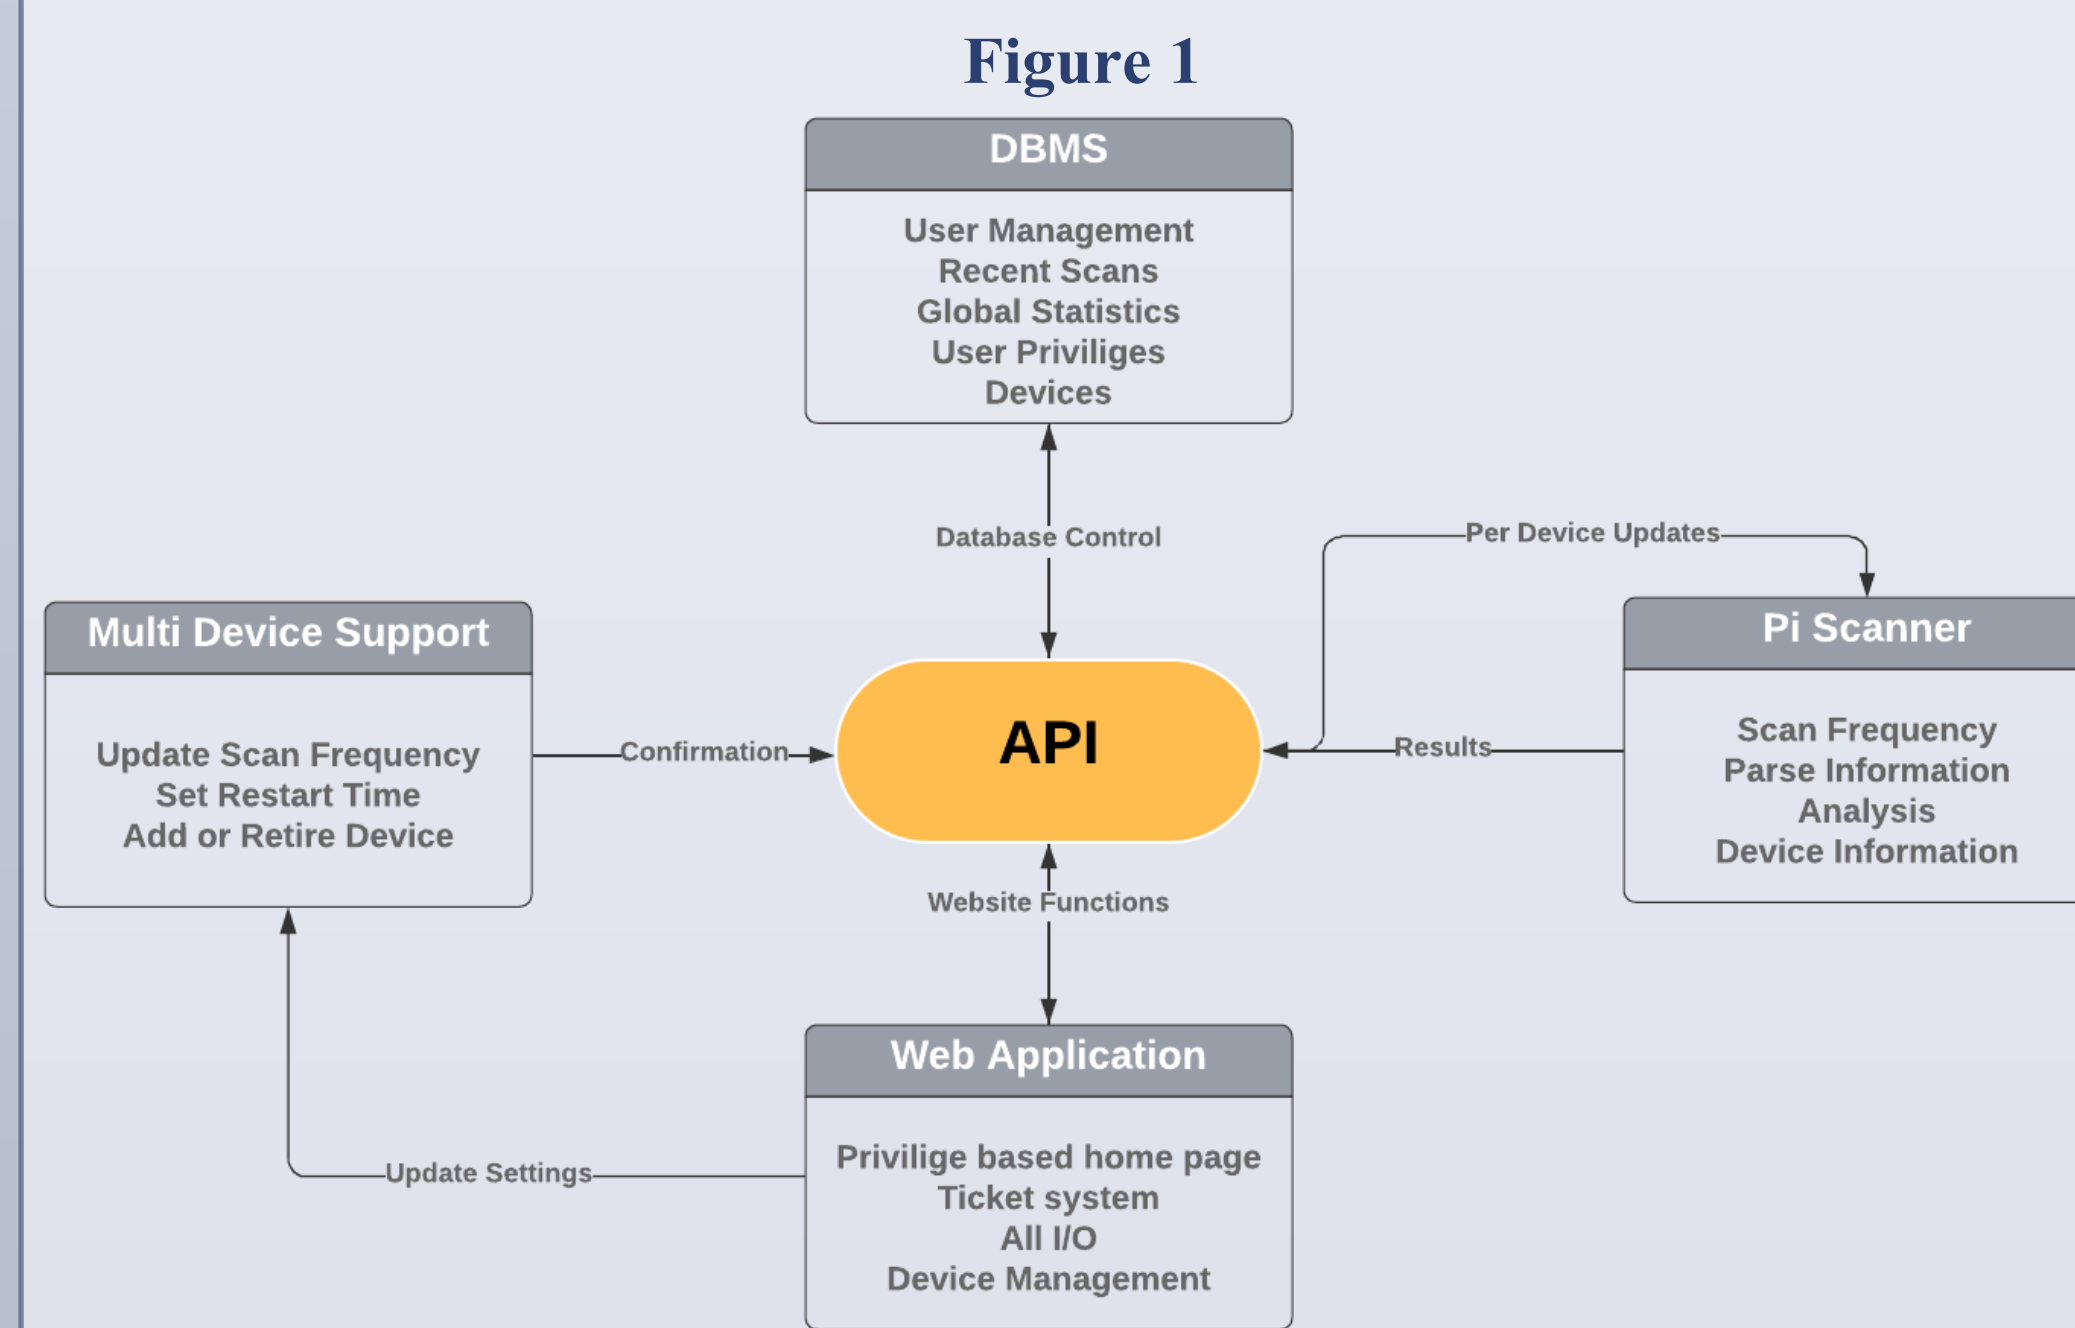 Figure 1
DBMS
User Management
Recent Scans
Global Statistics
User Priviliges
Devices
Database Control
Per Device Updates
Multi Device Support
Update Scan Frequency
Set Restart Time
Add or Retire Device
Confirmation
API
Results
Pi Scanner
Scan Frequency
Parse Information
Analysis
Device Information
Website Functions
Web Application
Privilige based home page
Ticket system
All I/O
Device Management
Update Settings